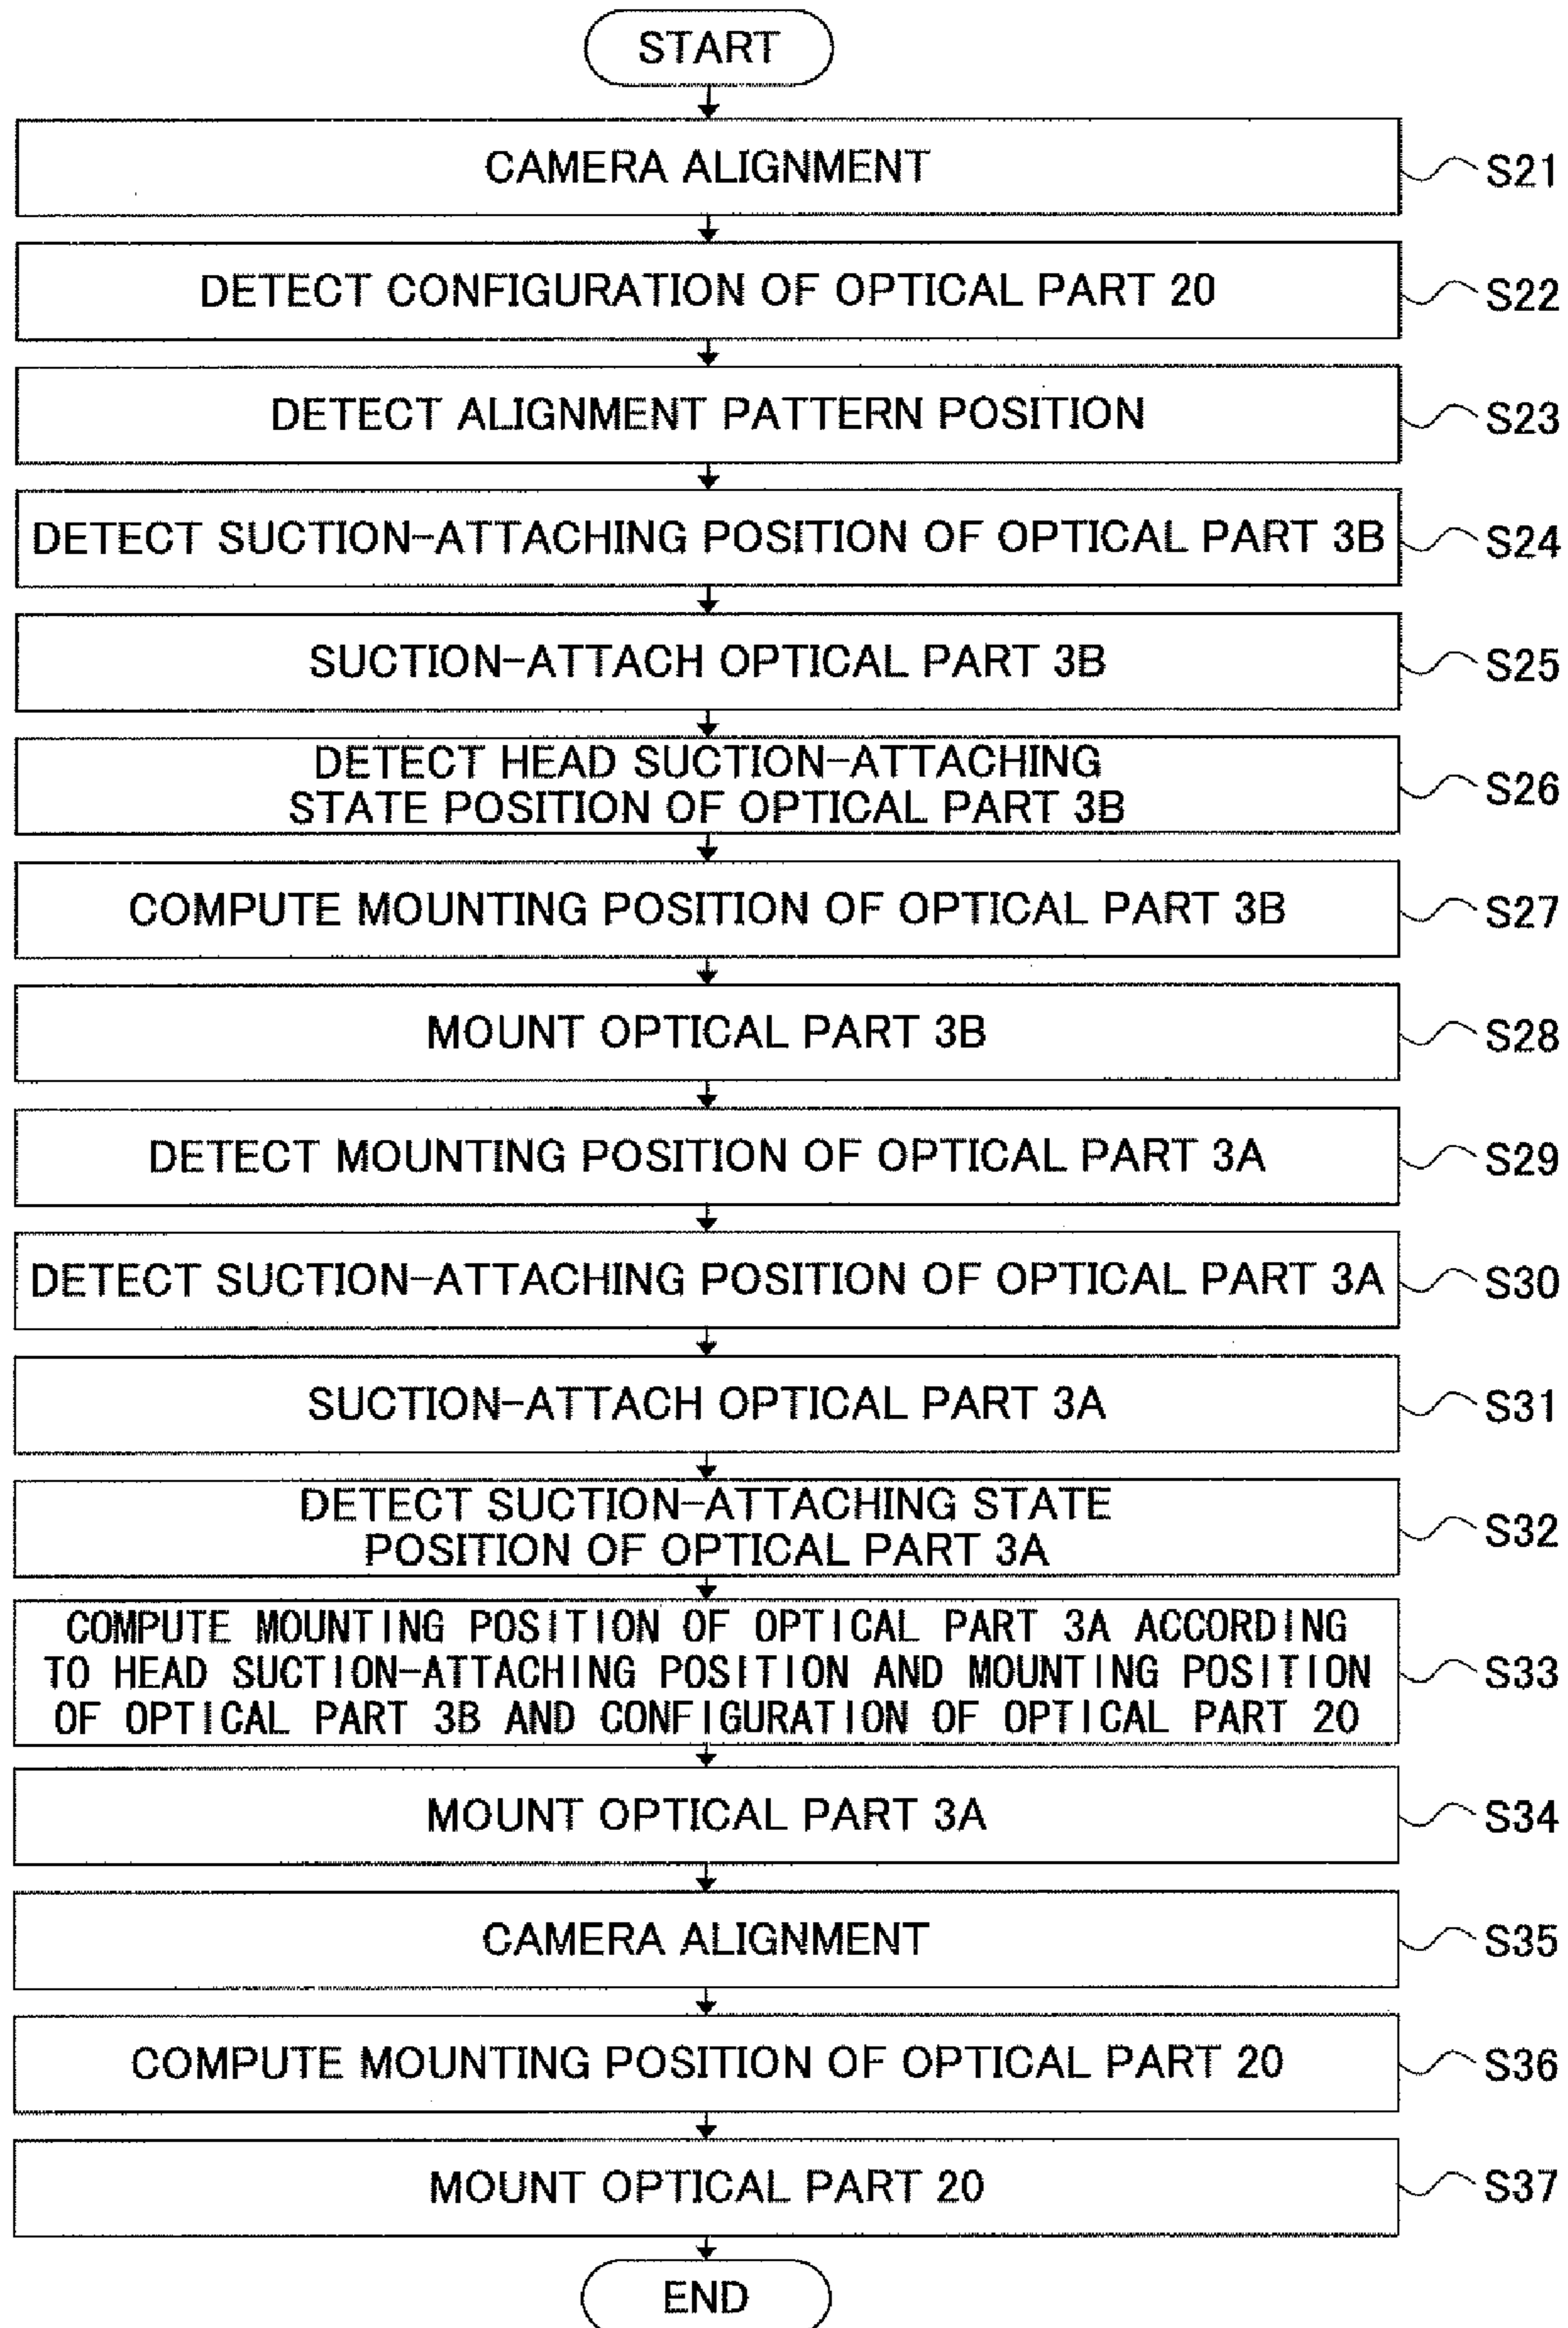 START
CAMERA ALIGNMENT
S21
DETECT CONFIGURATION OF OPTICAL PART 20
S22
DETECT ALIGNMENT PATTERN POSITION
S23
DETECT SUCTION-ATTACHING POSITION OF OPTICAL PART 3B
S24
SUCTION-ATTACH OPTICAL PART 3B
S25
DETECT HEAD SUCTION-ATTACHING
STATE POSITION OF OPTICAL PART 3B
S26
COMPUTE MOUNTING POSITION OF OPTICAL PART 3B
S27
MOUNT OPTICAL PART 3B
S28
DETECT MOUNTING POSITION OF OPTICAL PART 3A
S29
DETECT SUCTION-ATTACHING POSITION OF OPTICAL PART 3A
S30
SUCTION-ATTACH OPTICAL PART 3A
S31
DETECT SUCTION-ATTACHING STATE
POSITION OF OPTICAL PART 3A
S32
COMPUTE MOUNTING POSITION OF OPTICAL PART 3A ACCORDING
TO HEAD SUCTION-ATTACHING POSITION AND MOUNTING POSITION
OF OPTICAL PART 3B AND CONFIGURATION OF OPTICAL PART 20
S33
MOUNT OPTICAL PART 3A
S34
CAMERA ALIGNMENT
S35
COMPUTE MOUNTING POSITION OF OPTICAL PART 20
S36
MOUNT OPTICAL PART 20
S37
END